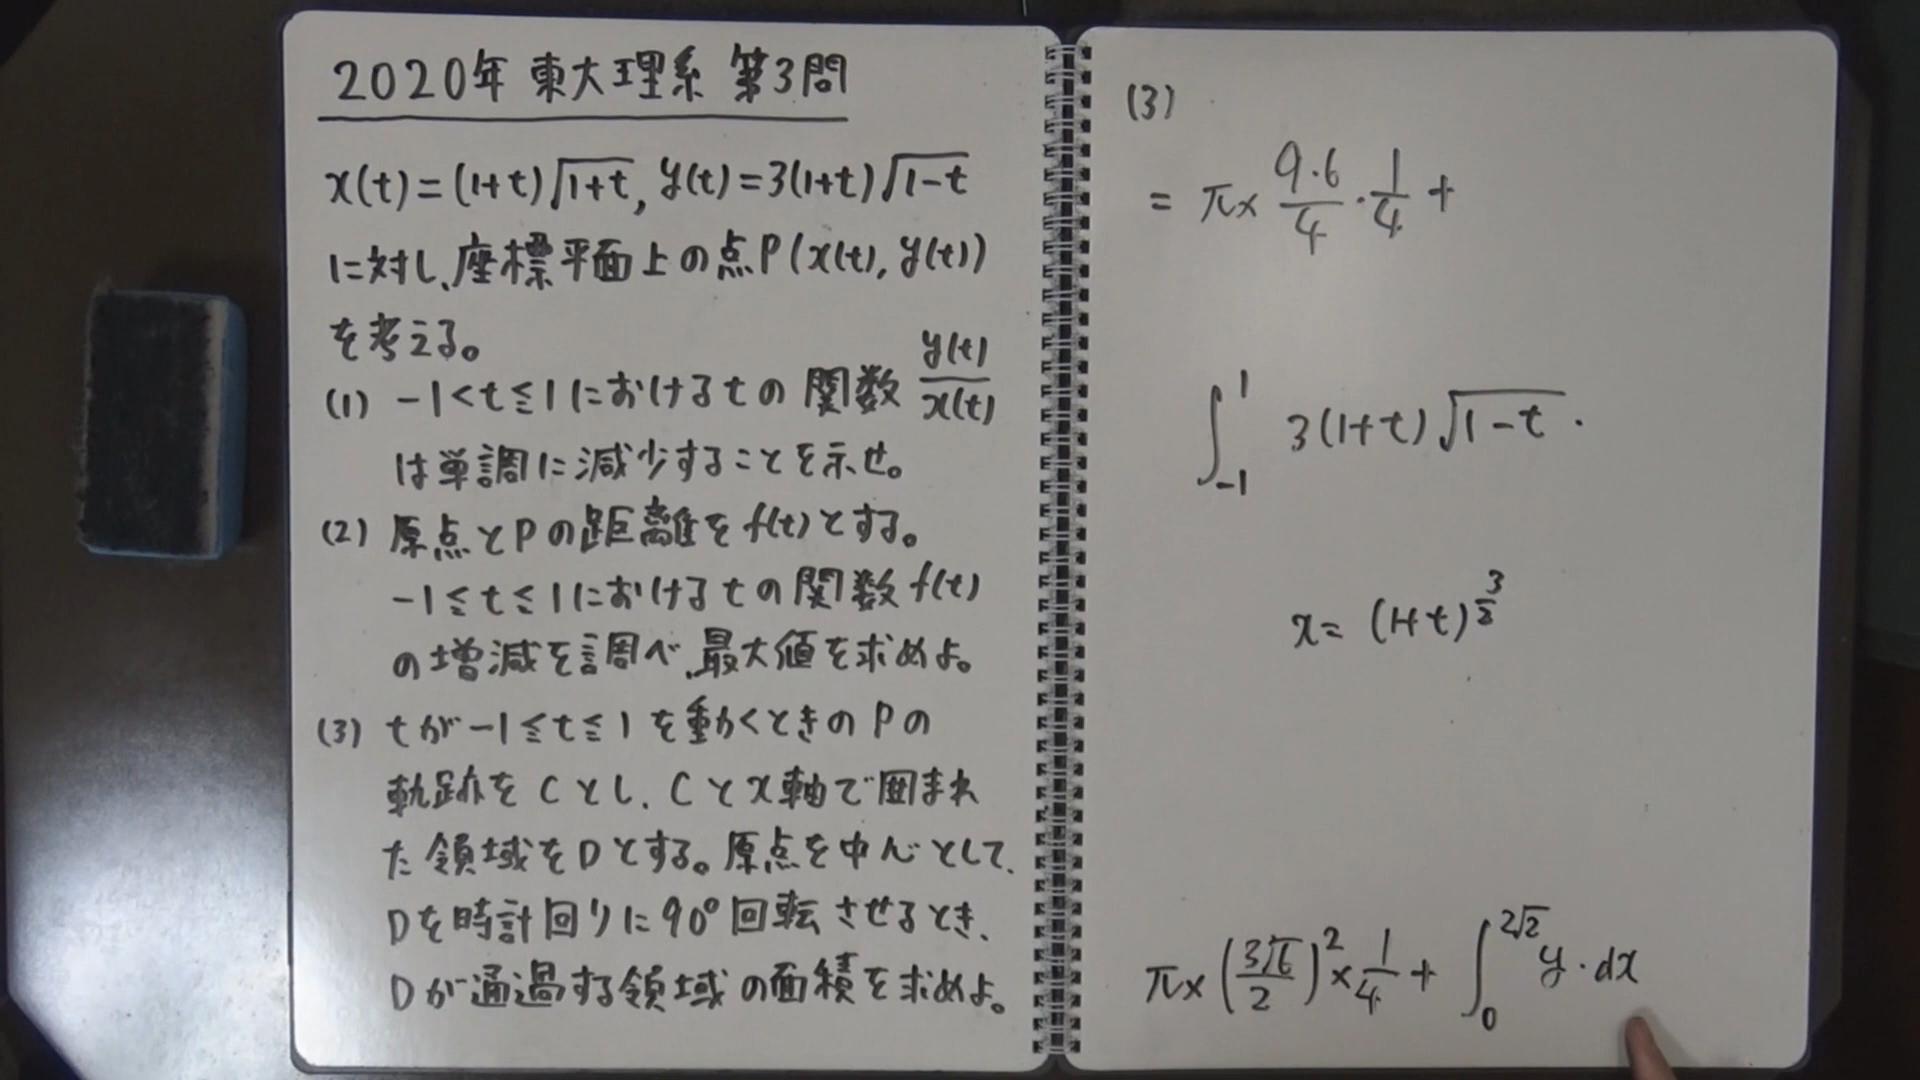 2020年 東大理系 第3問
x(t)=(1+t)√(1+t), y(t)=3(1+t)√(1-t)
に対し、座標平面上の点P(x(t), y(t))
を考える。
(1) -1<t≦1における t の関数 y(t)/x(t)
は単調に減少することを示せ。
(2) 原点とPの距離をf(t)とする。
-1≦t≦1におけるtの関数f(t)
の増減を調べ、最大値を求めよ。
(3) tが-1≦t≦1を動くときのPの
軌跡をCとし、Cとx軸で囲まれ
た領域をDとする。原点を中心として、
Dを時計回りに90°回転させるとき、
Dが通過する領域の面積を求めよ。
(3)
= π× 9·6/4 · 1/4 +
∫_{-1}^{1} 3(1+t)√(1-t) ·
x= (1+t)^{3/2}
π× (3√6/2)^2 × 1/4 + ∫_0^{2√2} y·dx